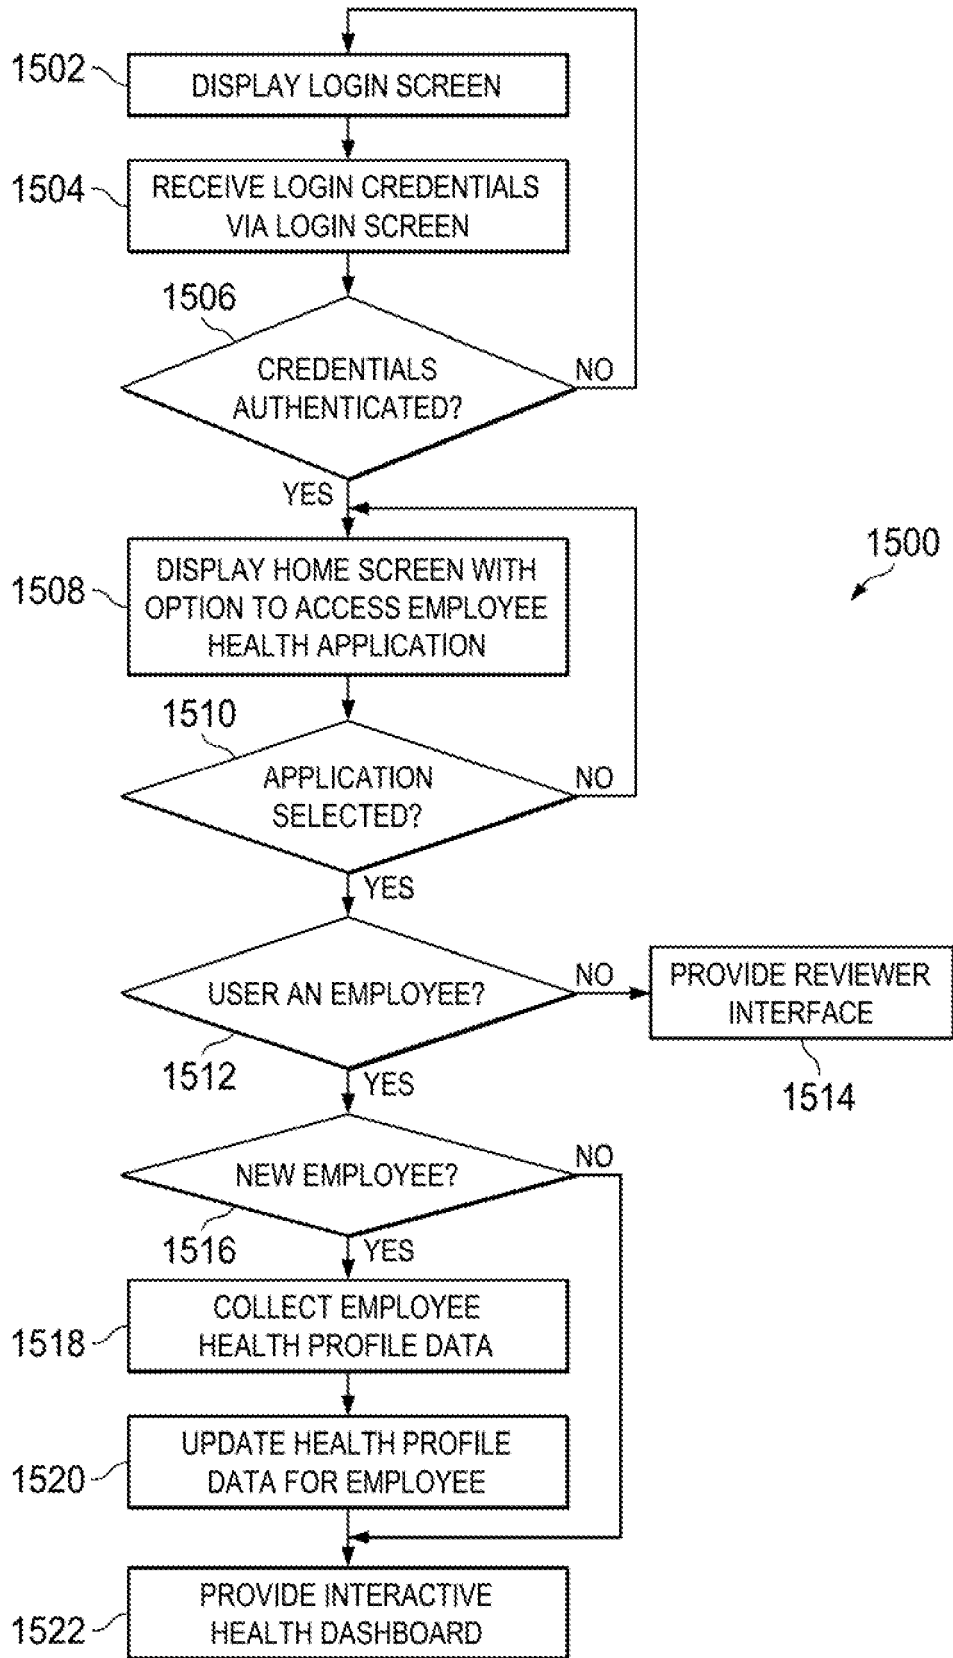 1502
DISPLAY LOGIN SCREEN
1504
RECEIVE LOGIN CREDENTIALS
VIA LOGIN SCREEN
1506
CREDENTIALS
AUTHENTICATED?
NO
YES
1500
1508
DISPLAY HOME SCREEN WITH
OPTION TO ACCESS EMPLOYEE
HEALTH APPLICATION
1510
APPLICATION
SELECTED?
NO
YES
USER AN EMPLOYEE?
NO
PROVIDE REVIEWER
INTERFACE
1512
YES
1514
NEW EMPLOYEE?
NO
1516
YES
1518
COLLECT EMPLOYEE
HEALTH PROFILE DATA
1520
UPDATE HEALTH PROFILE
DATA FOR EMPLOYEE
1522
PROVIDE INTERACTIVE
HEALTH DASHBOARD